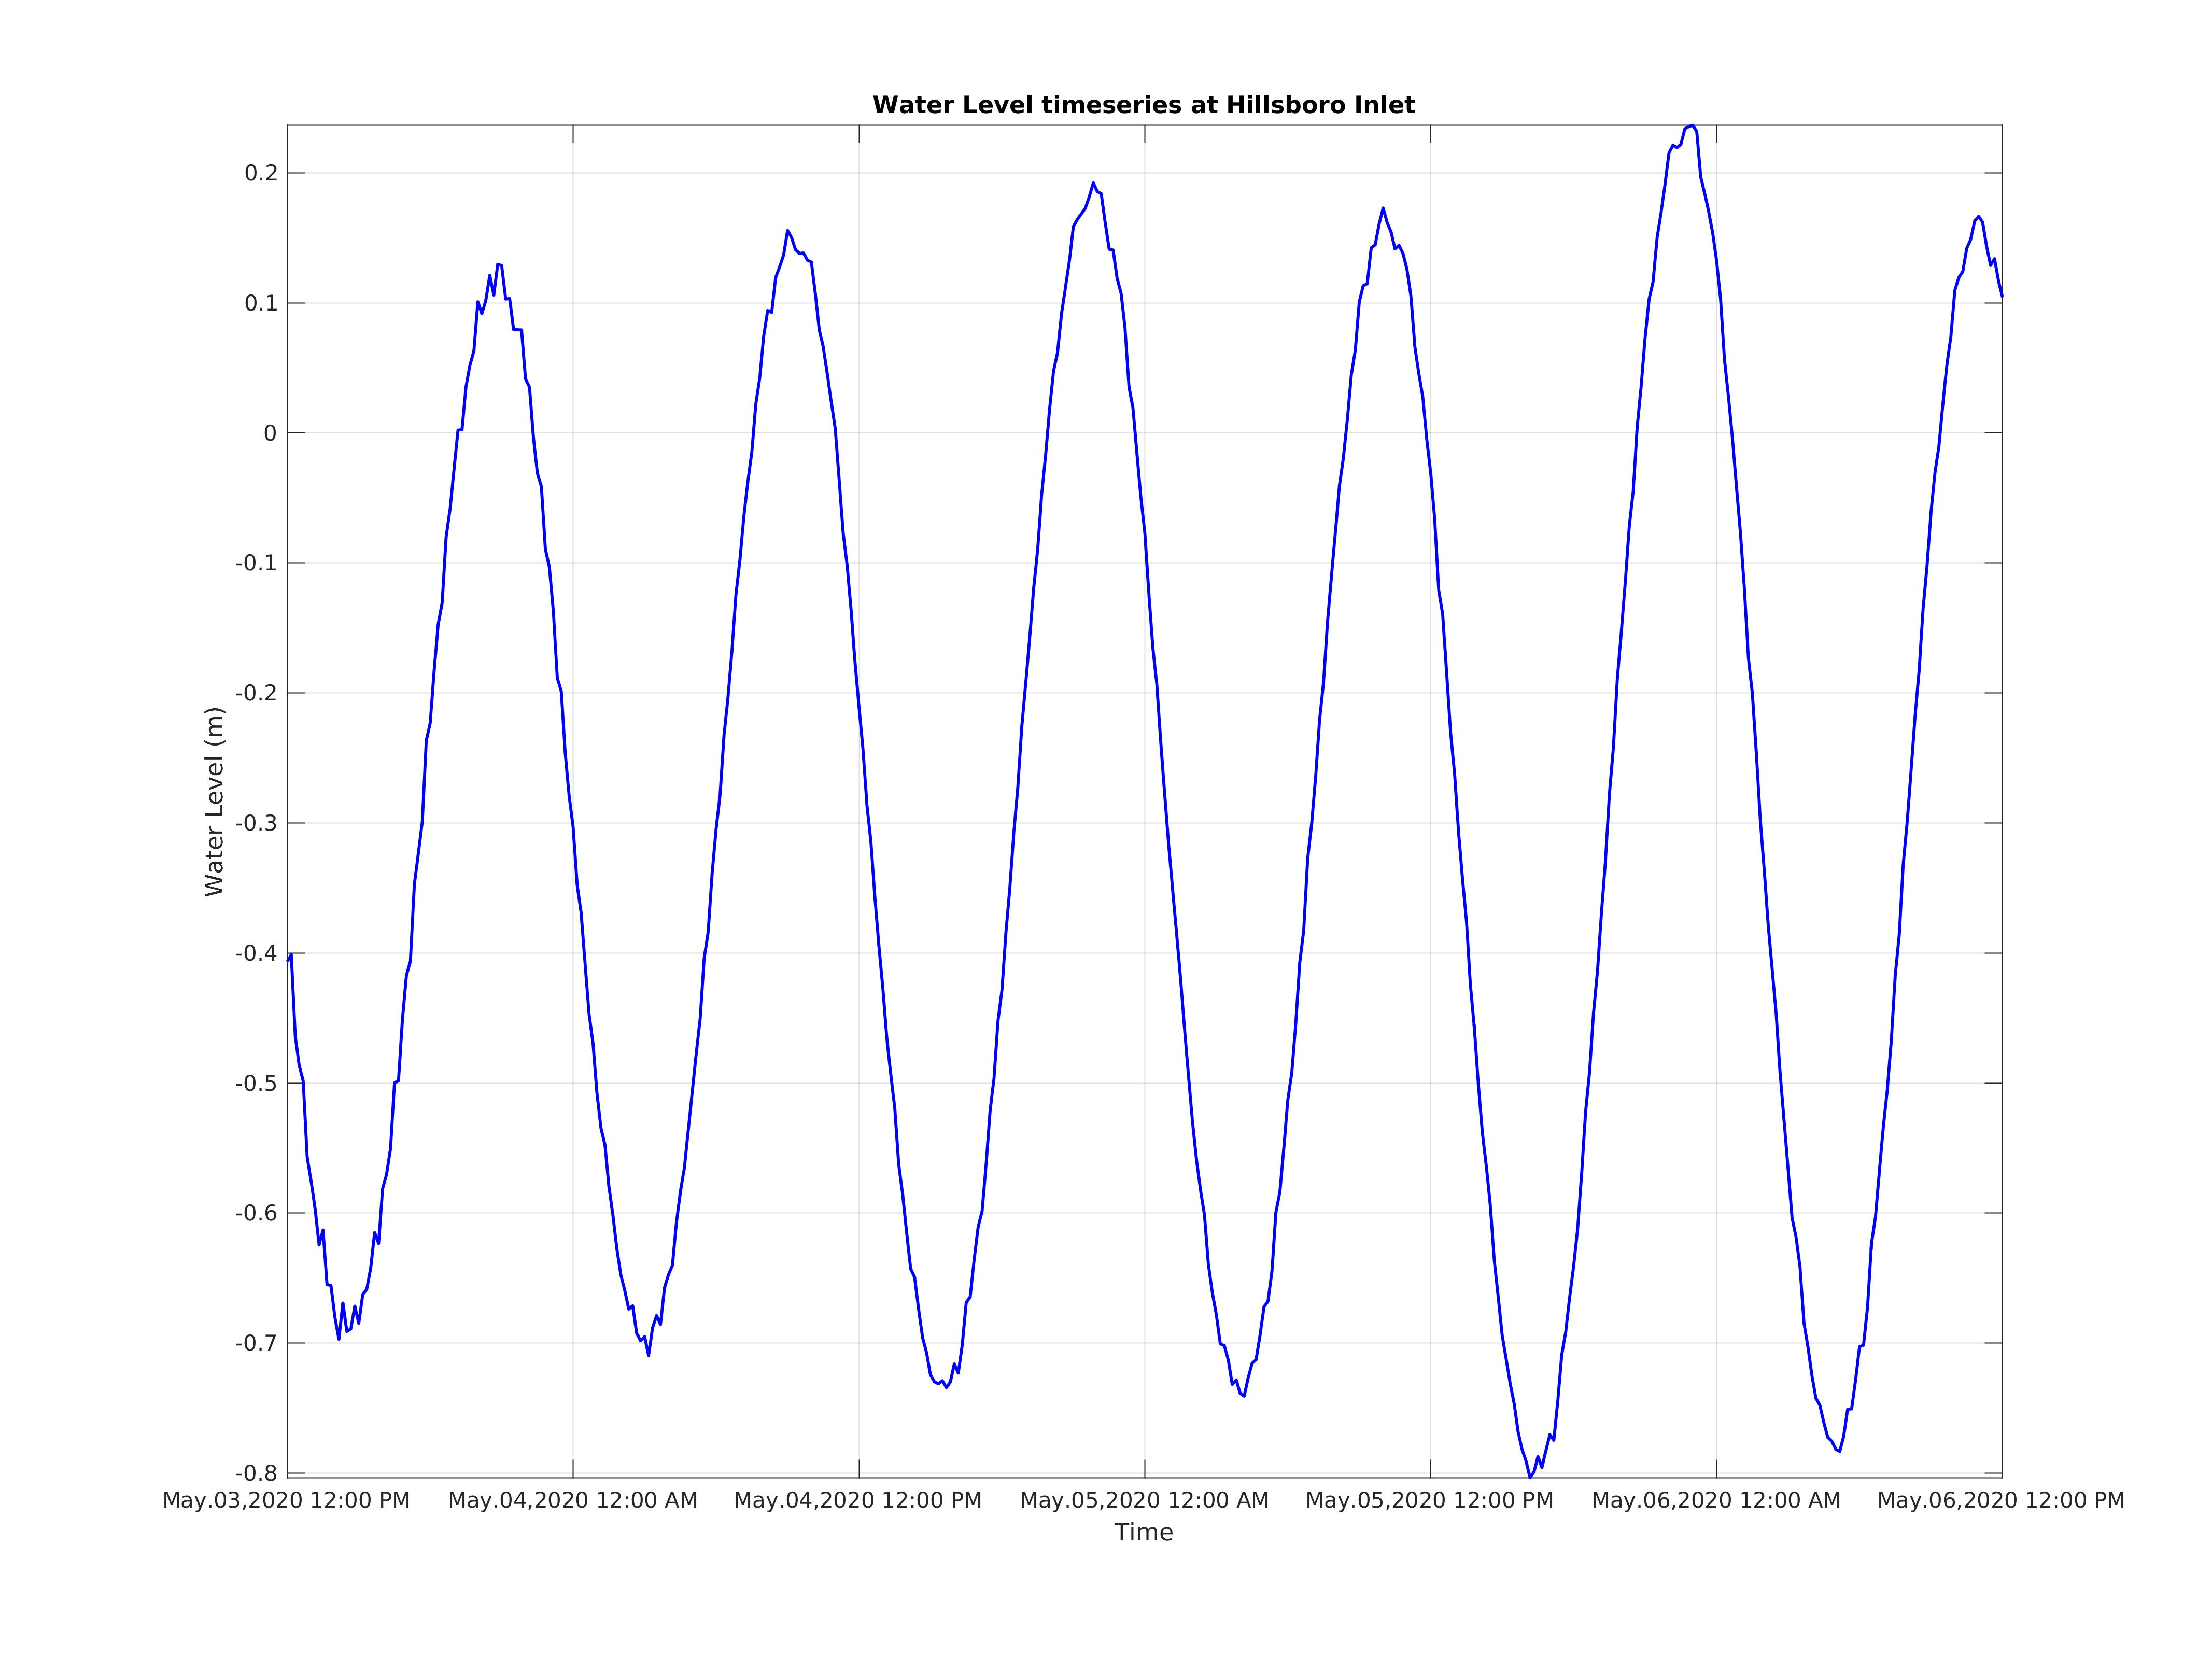 Water Level timeseries at Hillsboro Inlet
0.2
0.1
0
-0.1
-0.2
-0.3
-0.4
-0.5
-0.6
-0.7
-0.8
Water Level (m)
May.03,2020 12:00 PM
May.04,2020 12:00 AM
May.04,2020 12:00 PM
May.05,2020 12:00 AM
May.05,2020 12:00 PM
May.06,2020 12:00 AM
May.06,2020 12:00 PM
Time